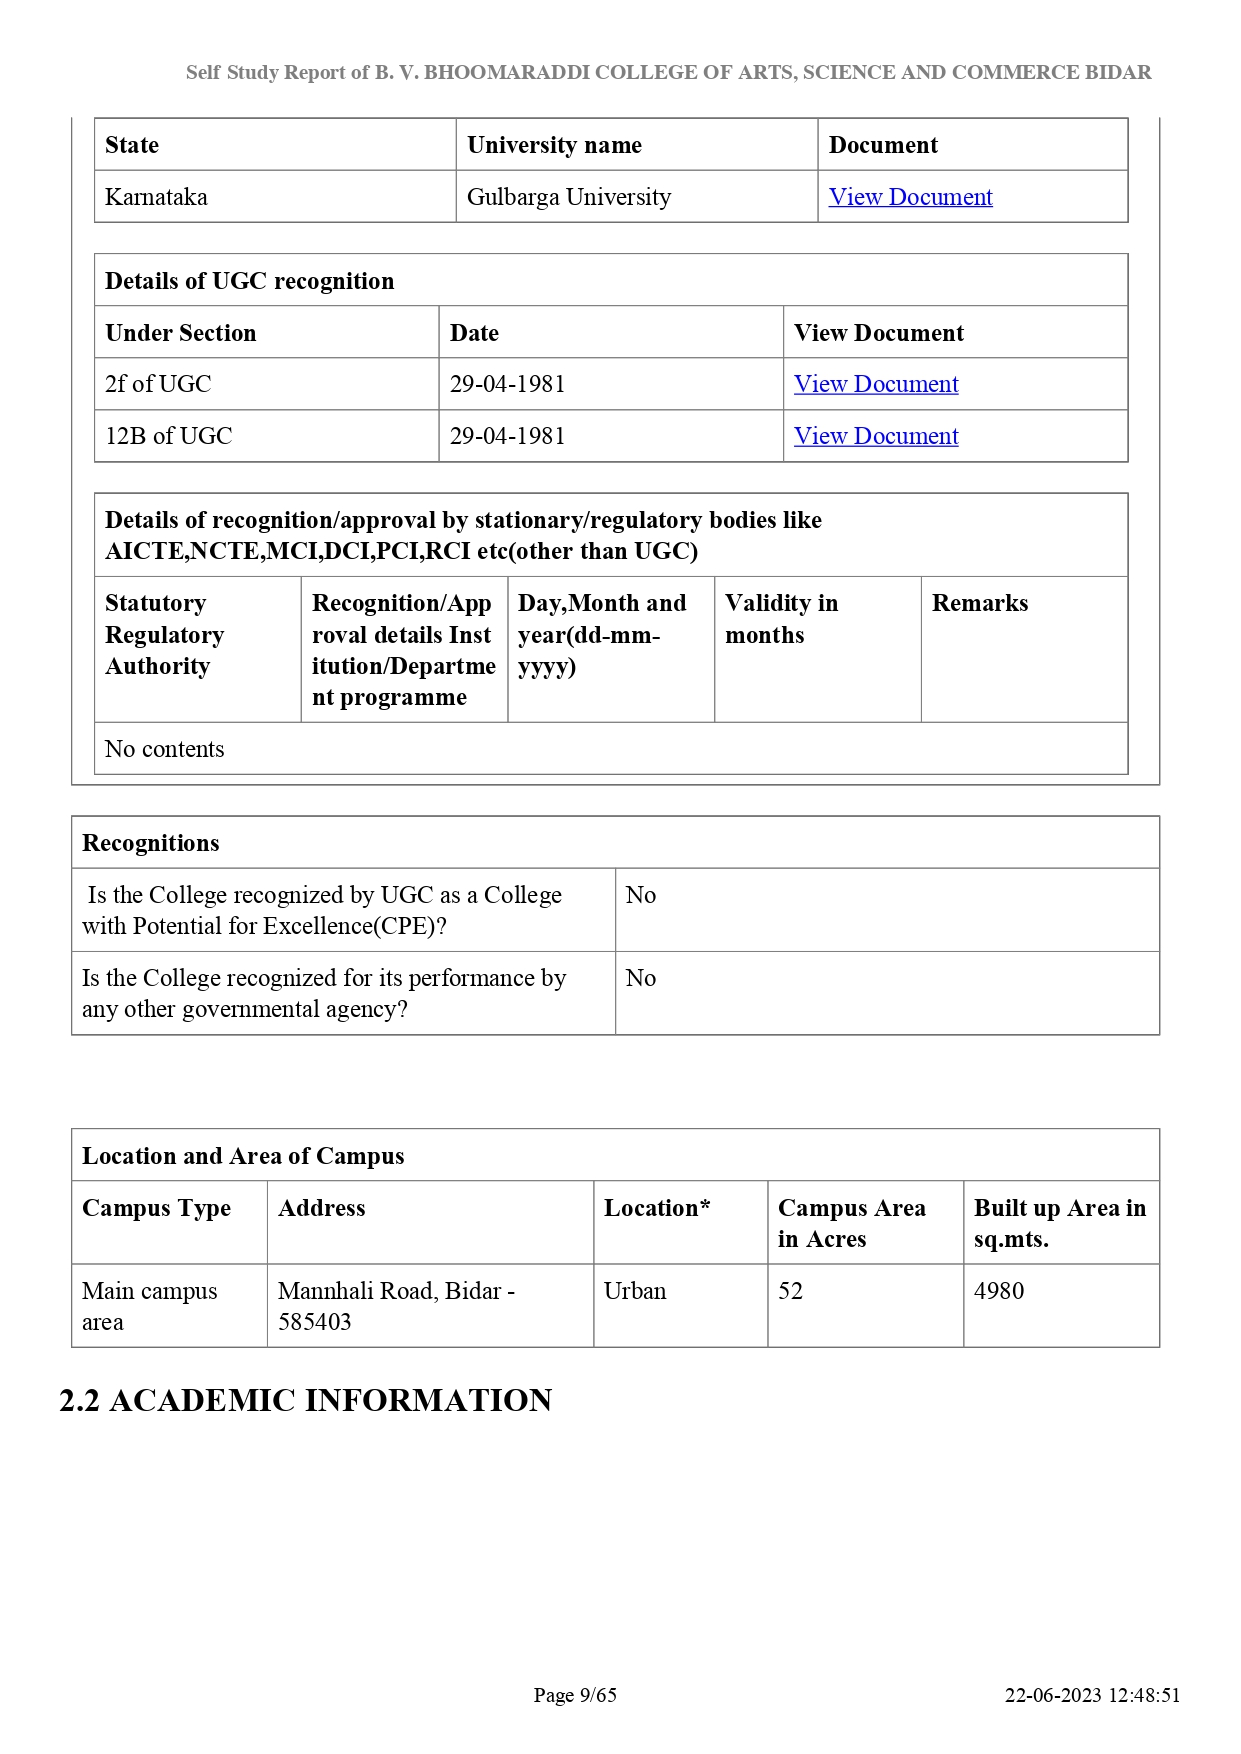 Self Study Report of B. V. BHOOMARADDI COLLEGE OF ARTS, SCIENCE AND COMMERCE BIDAR
State University name Document
Karnataka Gulbarga University View Document
Details of UGC recognition
Under Section Date View Document
2f of UGC 29-04-1981 View Document
12B of UGC 29-04-1981 View Document
Details of recognition/approval by stationary/regulatory bodies like
AICTE,NCTE,MCI,DCI,PCI,RCI etc(other than UGC)
Statutory Recognition/App Day,Month and Validity in Remarks
Regulatory roval details Inst year(dd-mm- months
Authority itution/Departme yyyy)
nt programme
No contents
Recognitions
Is the College recognized by UGC as a College No
with Potential for Excellence(CPE)?
Is the College recognized for its performance by No
any other governmental agency?
Location and Area of Campus
Campus Type Address Location* Campus Area Built up Area in
in Acres sq.mts.
Main campus Mannhali Road, Bidar - Urban 52 4980
area 585403
2.2 ACADEMIC INFORMATION
Page 9/65 22-06-2023 12:48:51